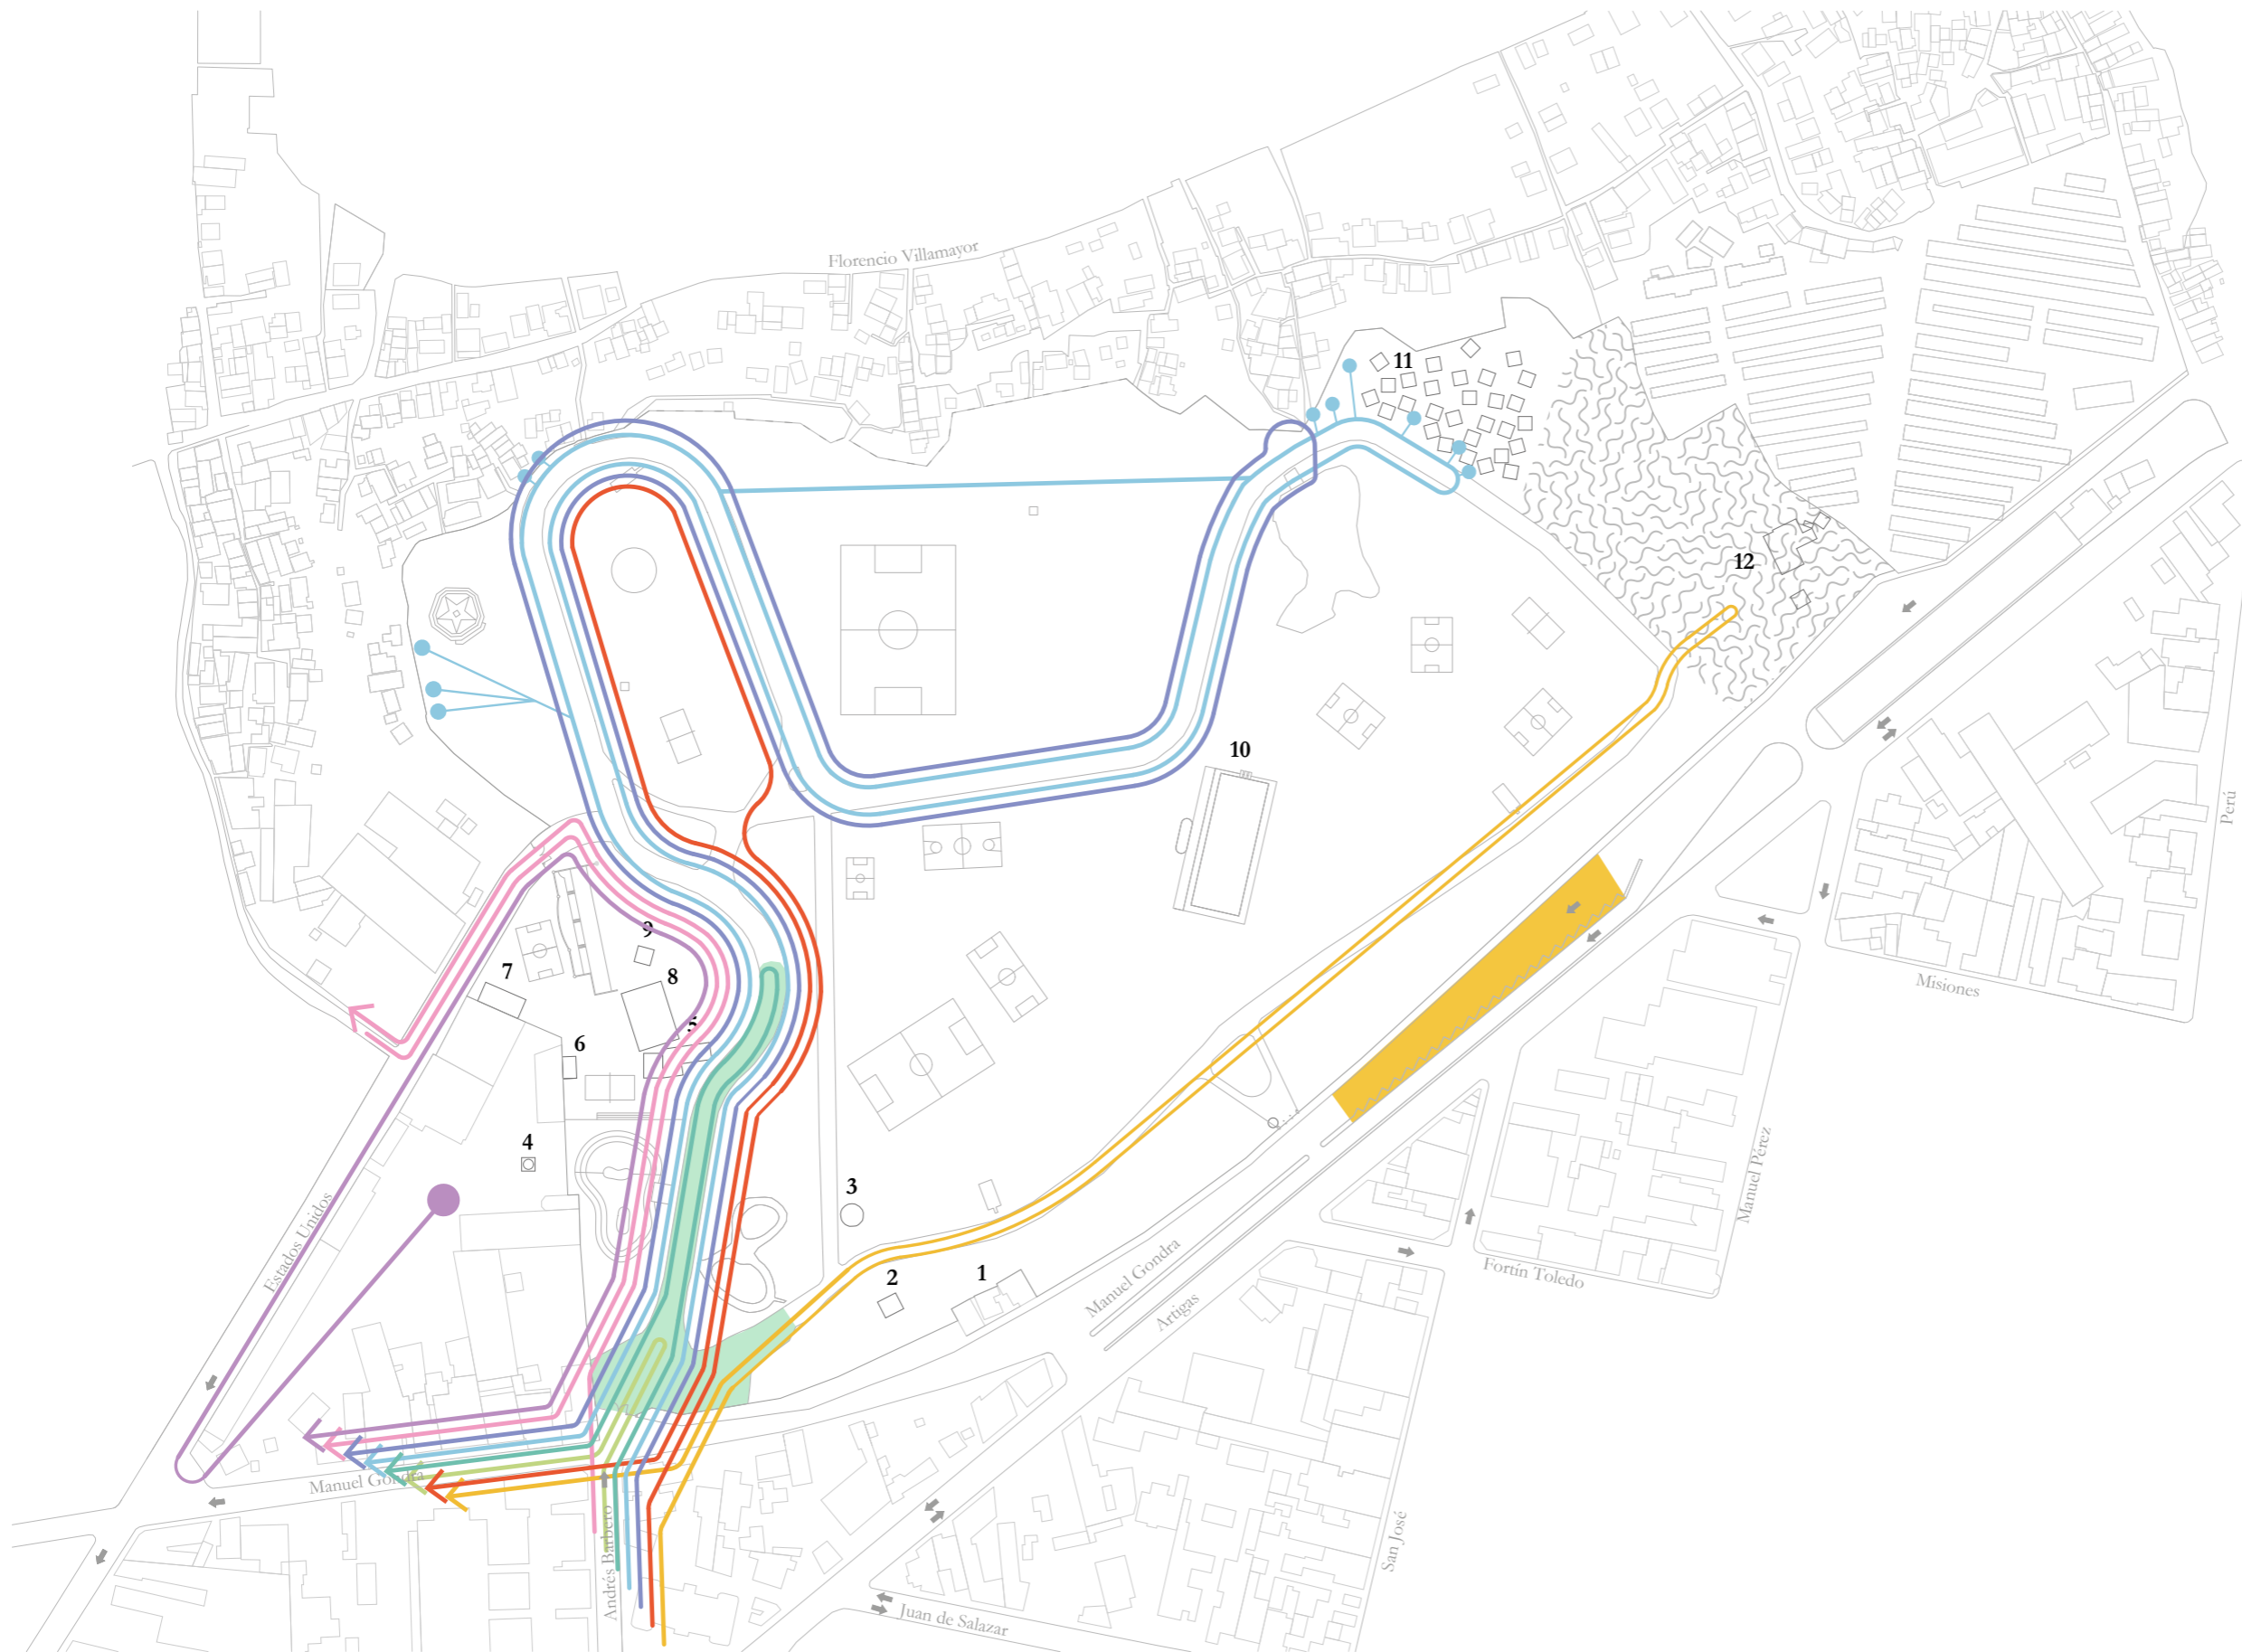 Florencio Villamayor
11
12
10
9
8
7
5
6
4
3
2
1
Perú
Misiones
Manuel Pérez
Fortín Toledo
Estados Unidos
Manuel Gondra
Artigas
Manuel Gondra
Andrés Barbero
San José
Juan de Salazar